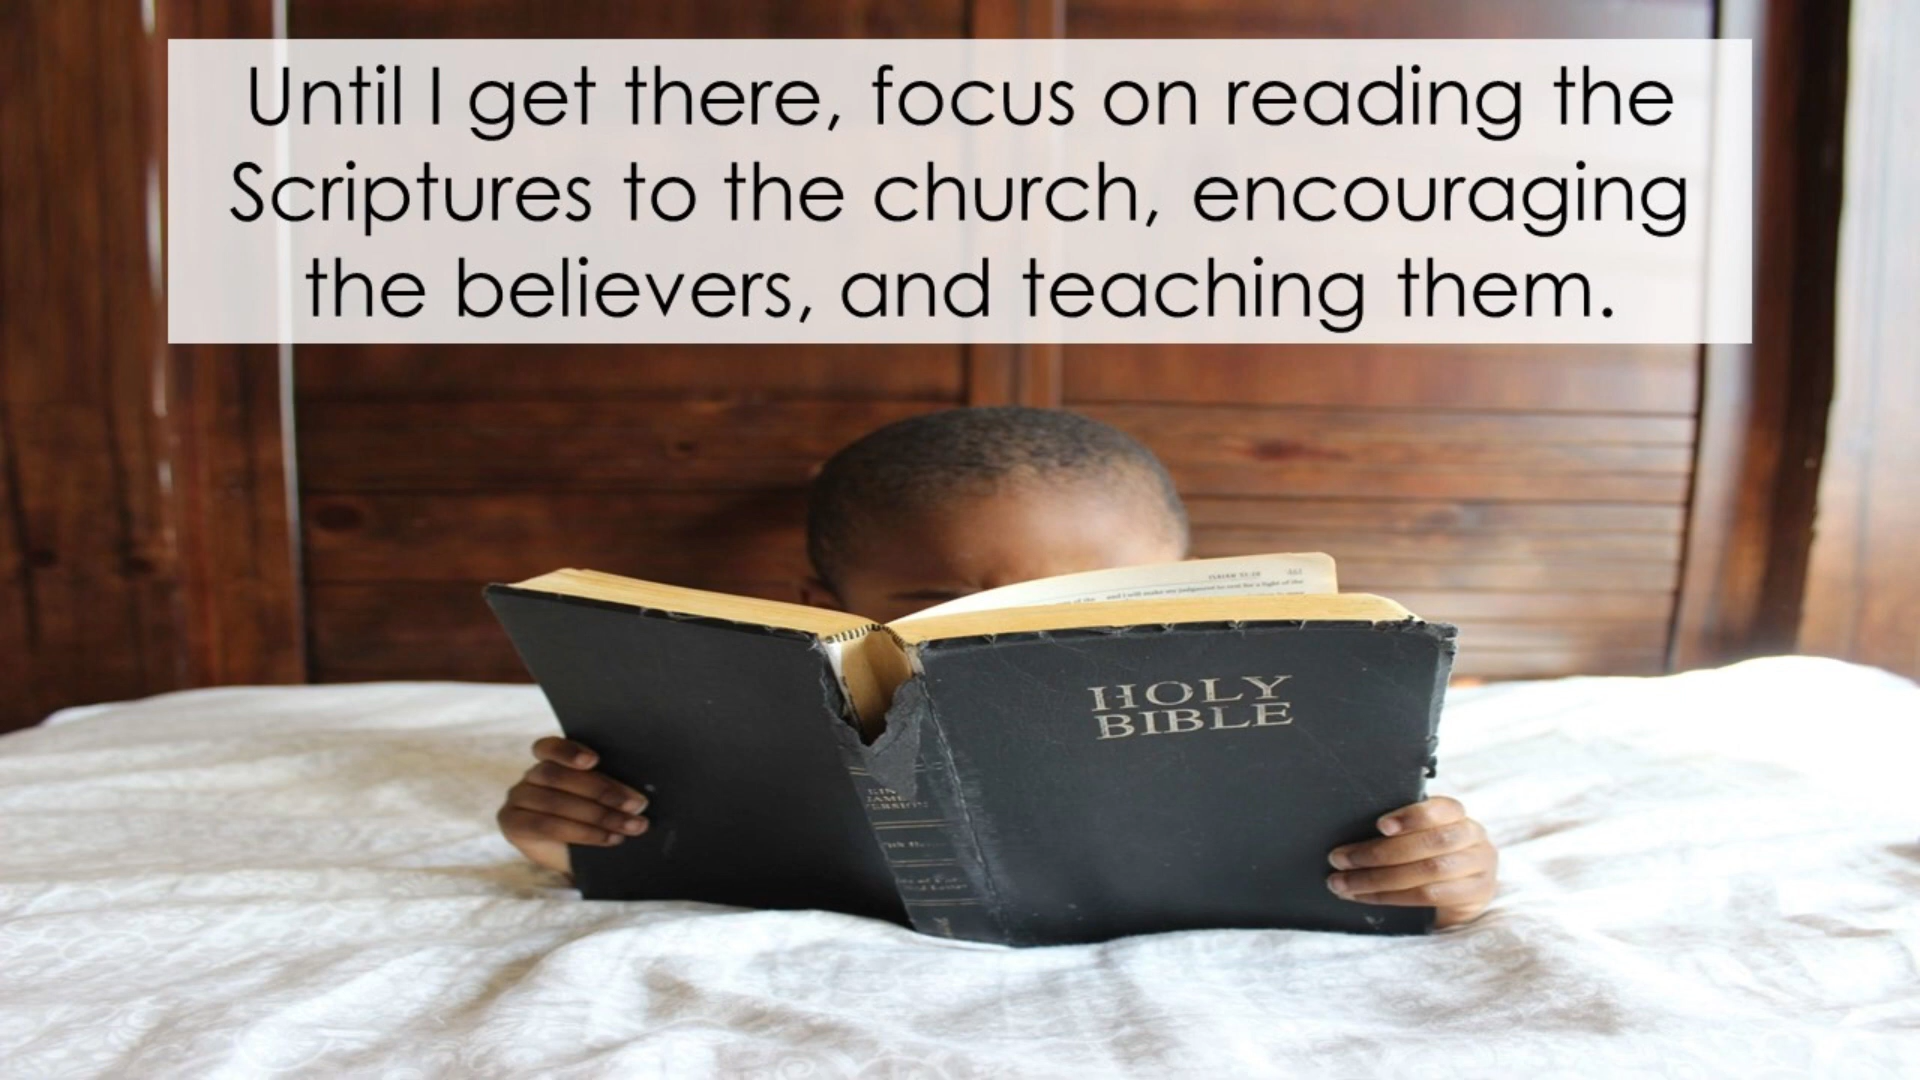 Until I get there, focus on reading the
Scriptures to the church, encouraging
the believers, and teaching them.
HOLY
BIBLE